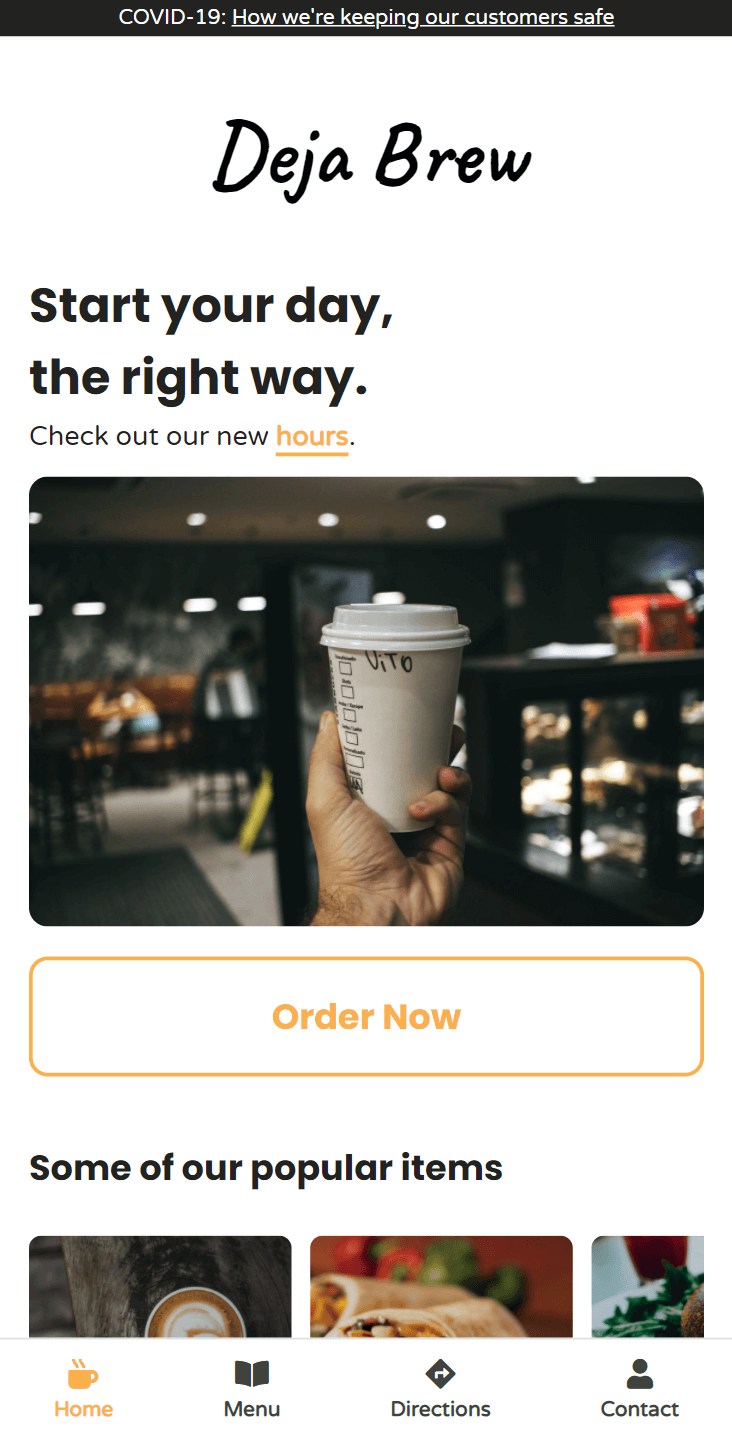 COVID-19: How we're keeping our customers safe
Deja Brew
Start your day,
the right way.
Check out our new hours.
ViTO
Order Now
Some of our popular items
Home
Menu
Directions
Contact